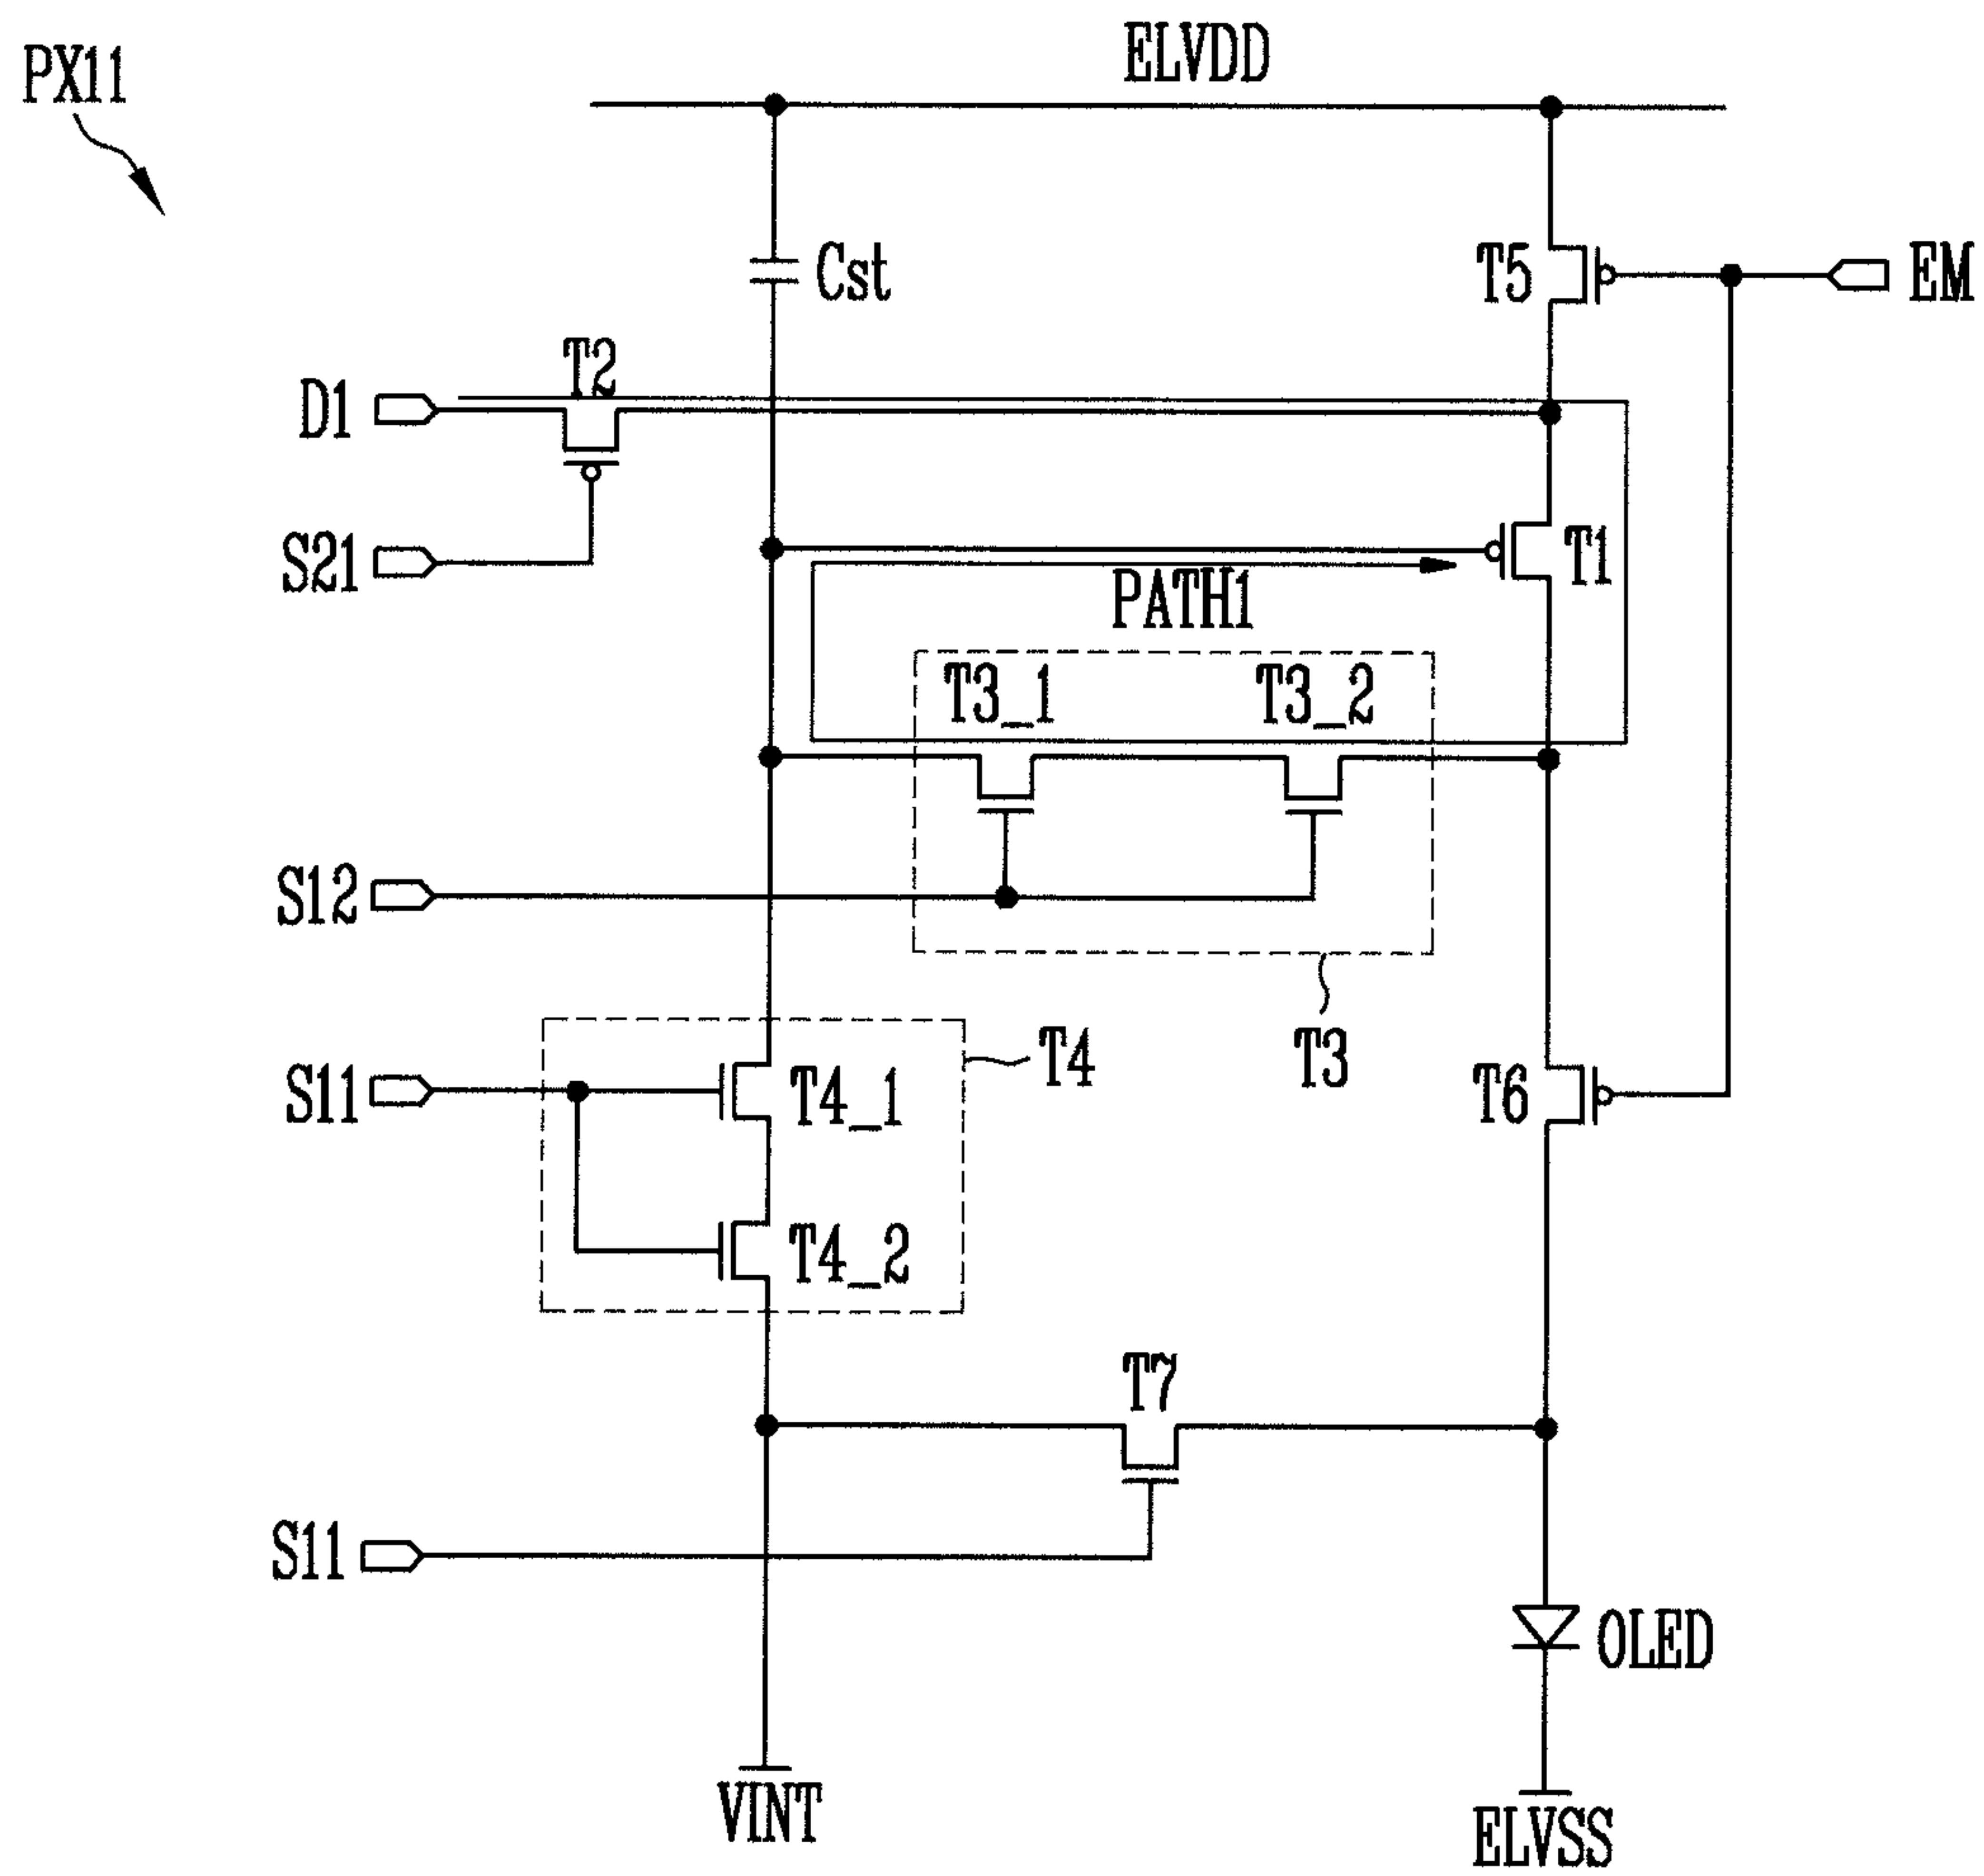 PX11
ELVDD
Cst
T5
EM
T2
D1
S21
T1
PATH1
T3_1
T3_2
S12
T3
T4
S11
T4_1
T6
T4_2
T7
S11
OLED
VINT
ELVSS